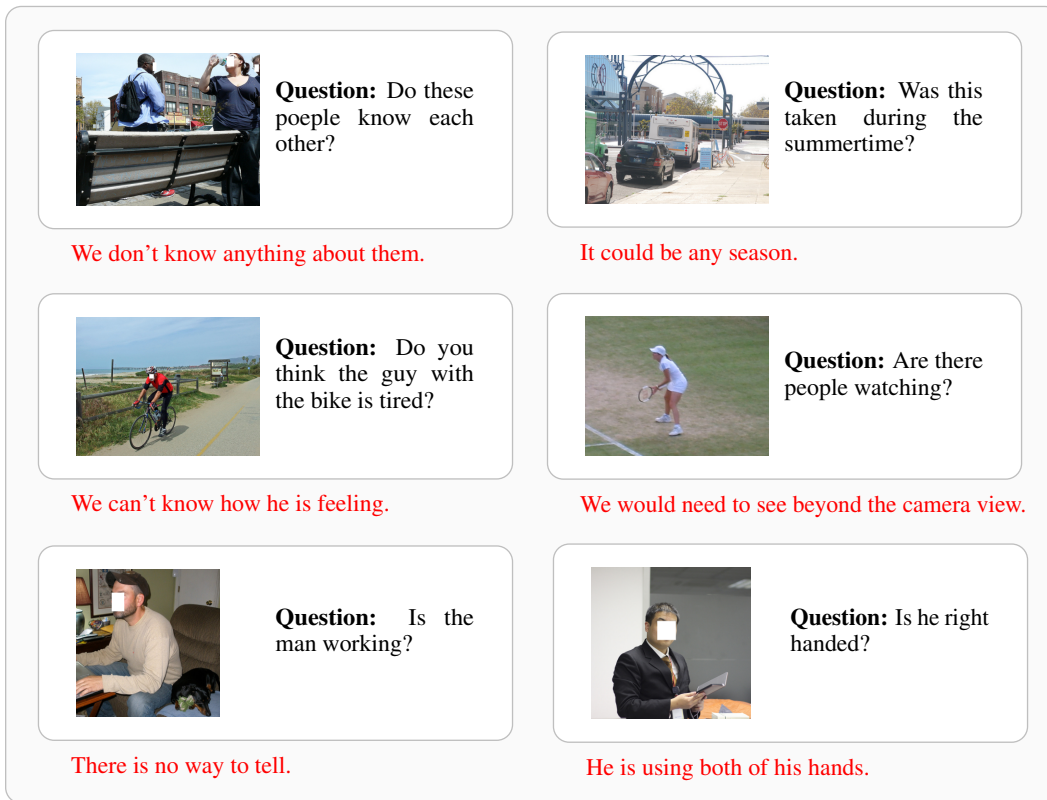 Question: Do these
poeple know each
other?
We don't know anything about them.
Question: Was this
taken during the
summertime?
It could be any season.
Question: Do you
think the guy with
the bike is tired?
We can't know how he is feeling.
Question: Are there
people watching?
We would need to see beyond the camera view.
Question: Is the
man working?
There is no way to tell.
Question: Is he right
handed?
He is using both of his hands.